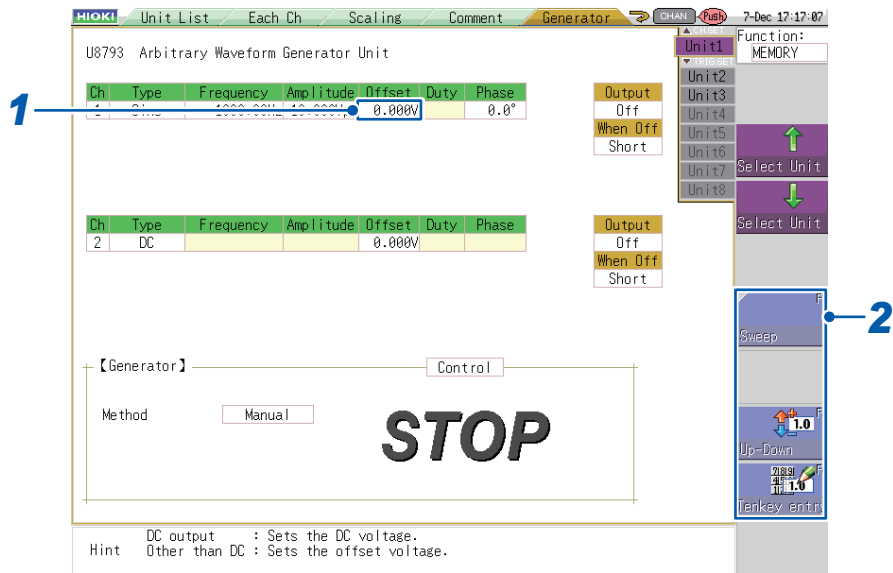 HIOKI Unit List Each Ch Scaling Comment Generator CHAN Push 7-Dec 17:17:07
U8793 Arbitrary Waveform Generator Unit
CH.SET
Unit1
TRIG.SET
Unit2
Unit3
Unit4
Unit5
Unit6
Unit7
Unit8
Function:
MEMORY
Select Unit
Select Unit
1
Ch Type Frequency Amplitude Offset Duty Phase
0.000V 0.0°
Output
Off
When Off
Short
Ch Type Frequency Amplitude Offset Duty Phase
2 DC 0.000V
Output
Off
When Off
Short
2
Sweep
【Generator】 Control
Method Manual
STOP
1.0
Up-Down
1.0
Tenkey entr
Hint DC output : Sets the DC voltage.
Other than DC : Sets the offset voltage.